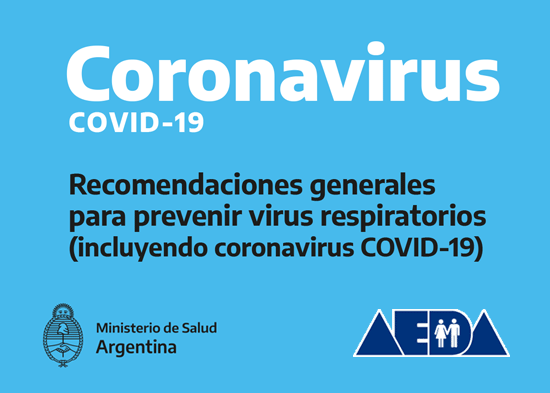 Coronavirus
COVID-19
Recomendaciones generales
para prevenir virus respiratorios
(incluyendo coronavirus COVID-19)
Ministerio de Salud
Argentina
AEDA